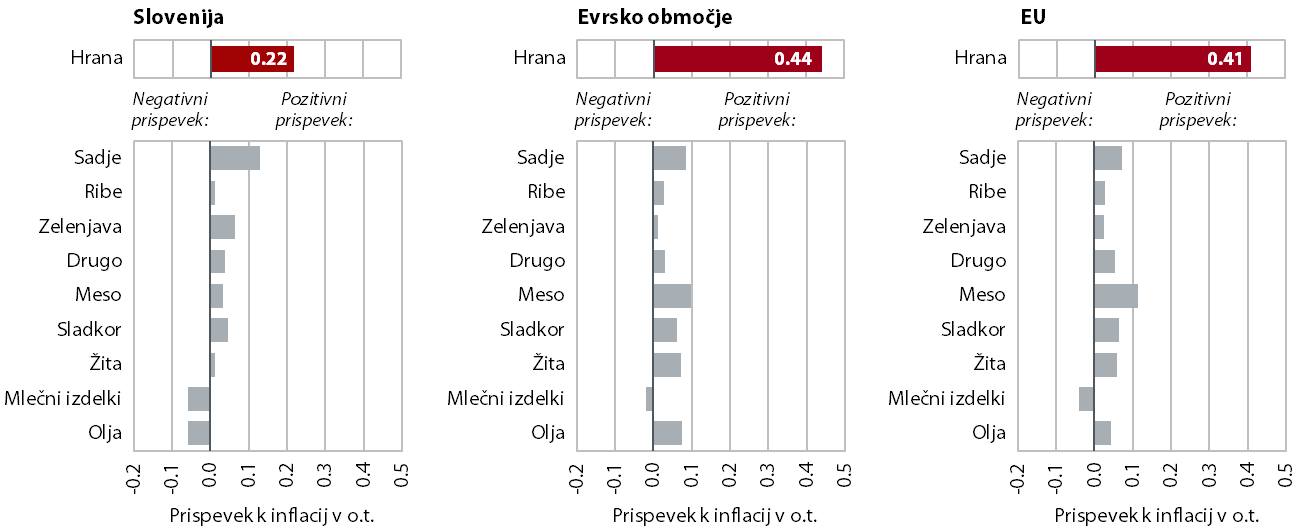 Slovenija
Hrana
0.22
Negativni
prispevek:
Pozitivni
prispevek:
Sadje
Ribe
Zelenjava
Drugo
Meso
Sladkor
Žita
Mlečni izdelki
Olja
-0.2
-0.1
0.0
0.1
0.2
0.3
0.4
0.5
Prispevek k inflacij v o.t.
Evrsko območje
Hrana
0.44
Negativni
prispevek:
Pozitivni
prispevek:
Sadje
Ribe
Zelenjava
Drugo
Meso
Sladkor
Žita
Mlečni izdelki
Olja
-0.2
-0.1
0.0
0.1
0.2
0.3
0.4
0.5
Prispevek k inflacij v o.t.
EU
Hrana
0.41
Negativni
prispevek:
Pozitivni
prispevek:
Sadje
Ribe
Zelenjava
Drugo
Meso
Sladkor
Žita
Mlečni izdelki
Olja
-0.2
-0.1
0.0
0.1
0.2
0.3
0.4
0.5
Prispevek k inflacij v o.t.